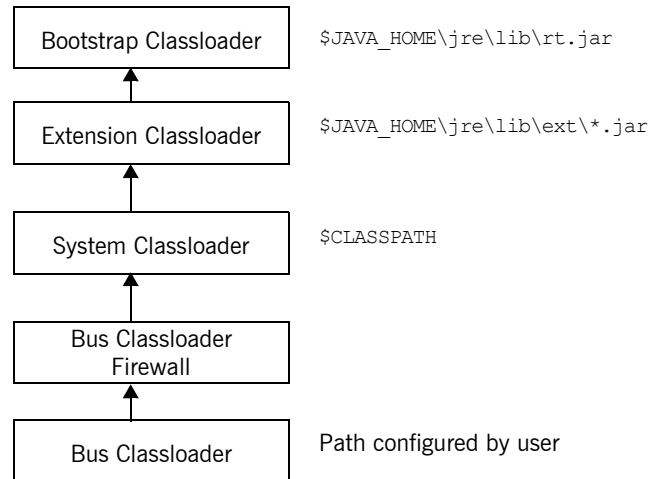 Bootstrap Classloader
$JAVA_HOME\jre\lib\rt.jar
Extension Classloader
$JAVA_HOME\jre\lib\ext\*.jar
System Classloader
$CLASSPATH
Bus Classloader
Firewall
Bus Classloader
Path configured by user